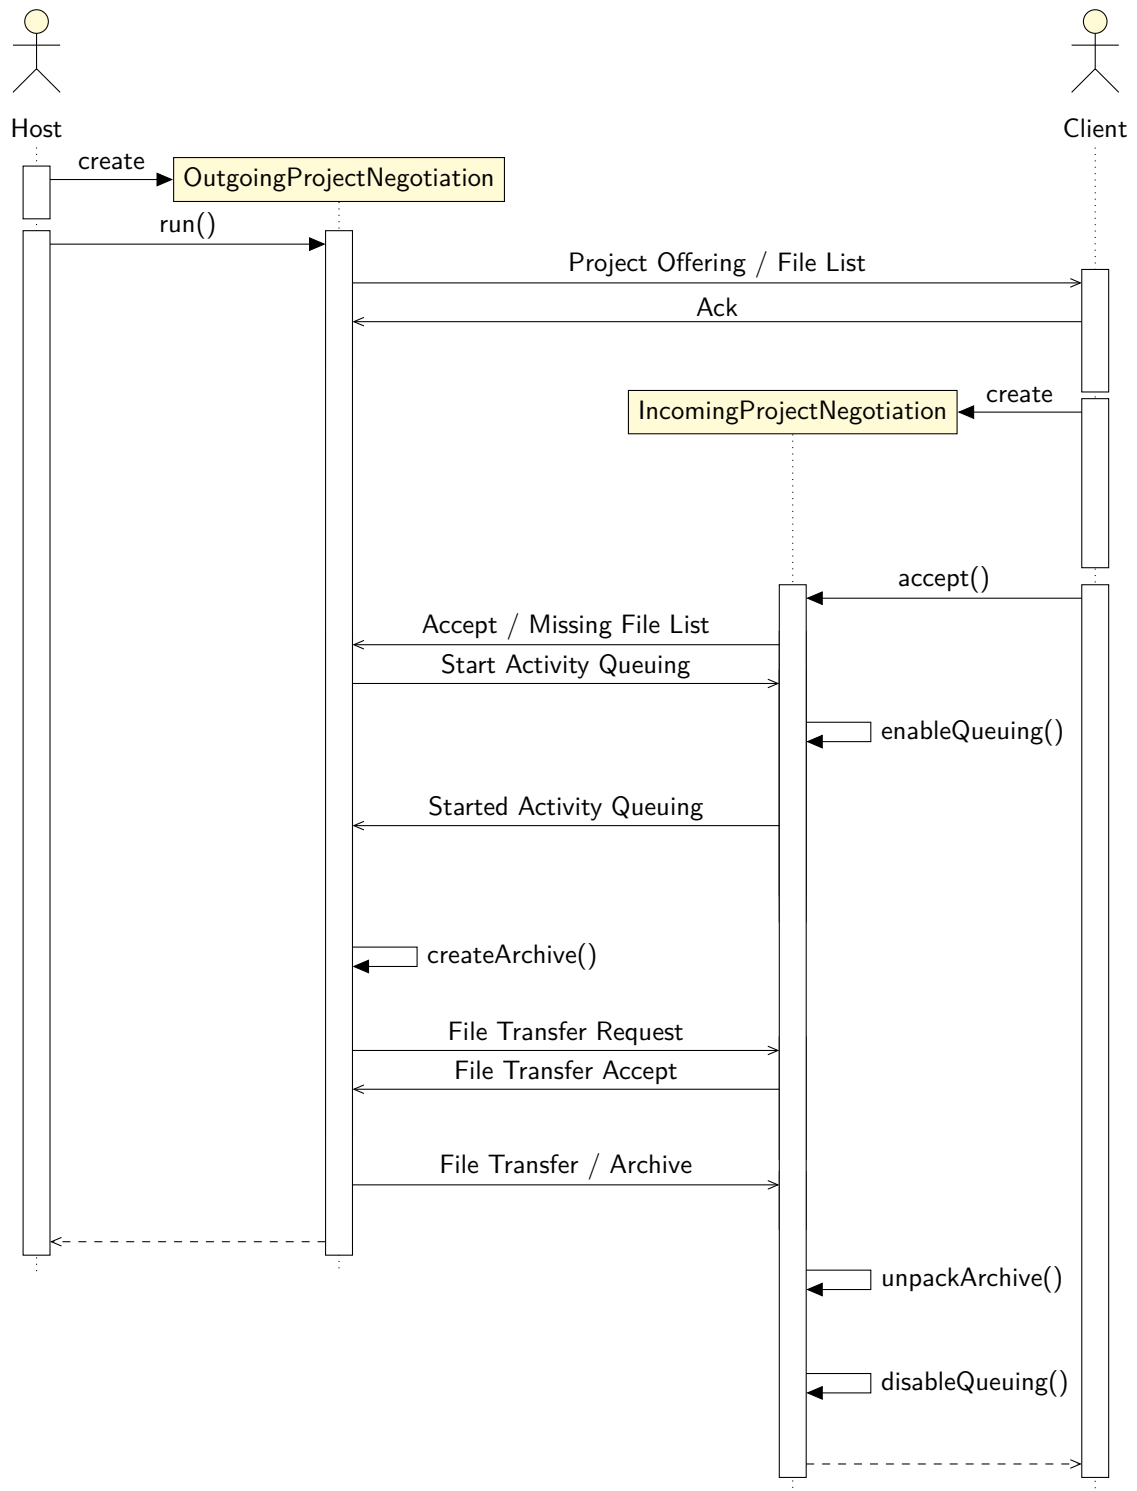 Host
Client
create
OutgoingProjectNegotiation
run()
Project Offering / File List
Ack
create
IncomingProjectNegotiation
accept()
Accept / Missing File List
Start Activity Queuing
enableQueuing()
Started Activity Queuing
createArchive()
File Transfer Request
File Transfer Accept
File Transfer / Archive
unpackArchive()
disableQueuing()